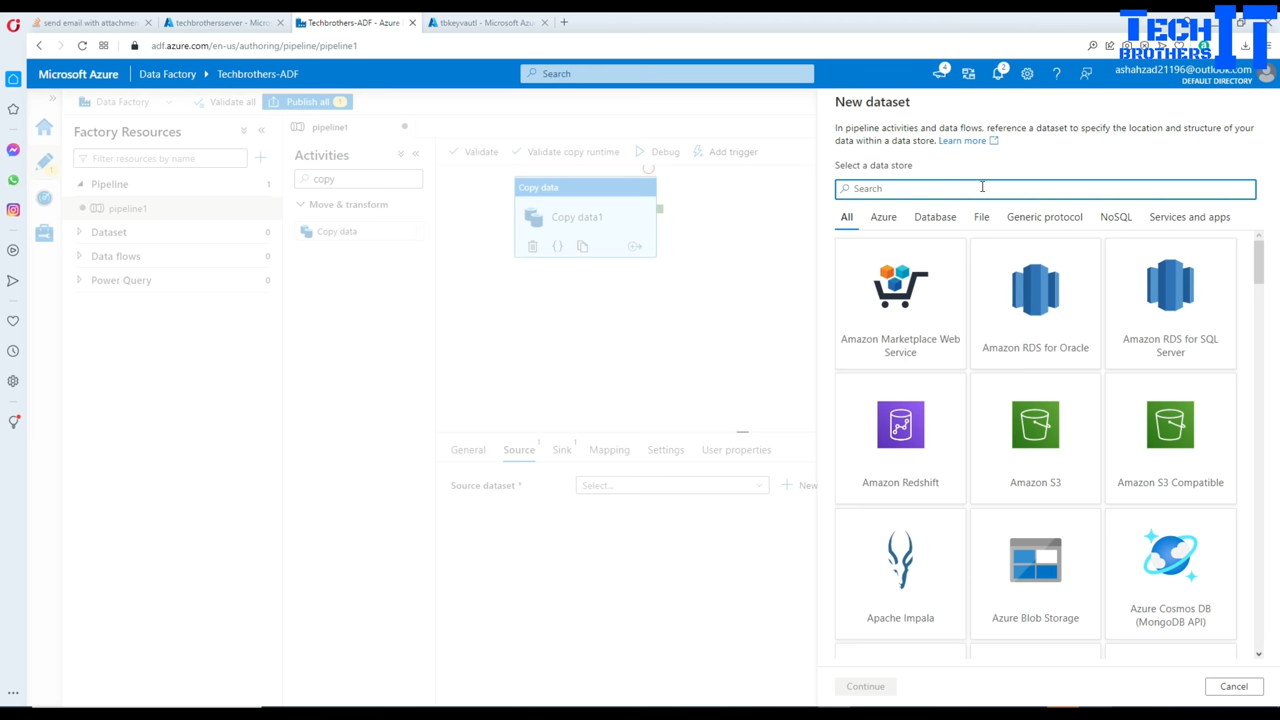 send email with attachment
techbrothersserver - Micros
Techbrothers-ADF - Azure D
tbkeyvautl - Microsoft Azu
TECH IT
BROTHERS
adf.azure.com/en-us/authoring/pipeline/pipeline1
Microsoft Azure
Data Factory
Techbrothers-ADF
Search
4
2
ashahzad21196@outlook.com
DEFAULT DIRECTORY
Data Factory
Validate all
Publish all
1
New dataset
In pipeline activities and data flows, reference a dataset to specify the location and structure of your
data within a data store. Learn more
Factory Resources
Filter resources by name
Pipeline
1
pipeline1
Dataset
0
Data flows
0
Power Query
0
pipeline1
Activities
copy
Move & transform
Copy data
Validate
Validate copy runtime
Debug
Add trigger
Copy data
Copy data1
General
Source
1
Sink
1
Mapping
Settings
User properties
Source dataset *
Select...
New
Select a data store
Search
All
Azure
Database
File
Generic protocol
NoSQL
Services and apps
Amazon Marketplace Web
Service
Amazon RDS for Oracle
Amazon RDS for SQL
Server
Amazon Redshift
Amazon S3
Amazon S3 Compatible
Apache Impala
Azure Blob Storage
Azure Cosmos DB
(MongoDB API)
Continue
Cancel